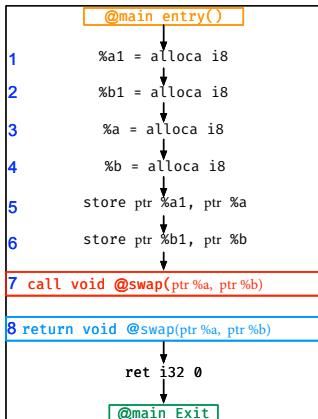 @main entry()
1 %a1 = alloca i8
2 %b1 = alloca i8
3 %a = alloca i8
4 %b = alloca i8
5 store ptr %a1, ptr %a
6 store ptr %b1, ptr %b
7 call void @swap(ptr %a, ptr %b)
8 return void @swap(ptr %a, ptr %b)
ret i32 0
@main Exit